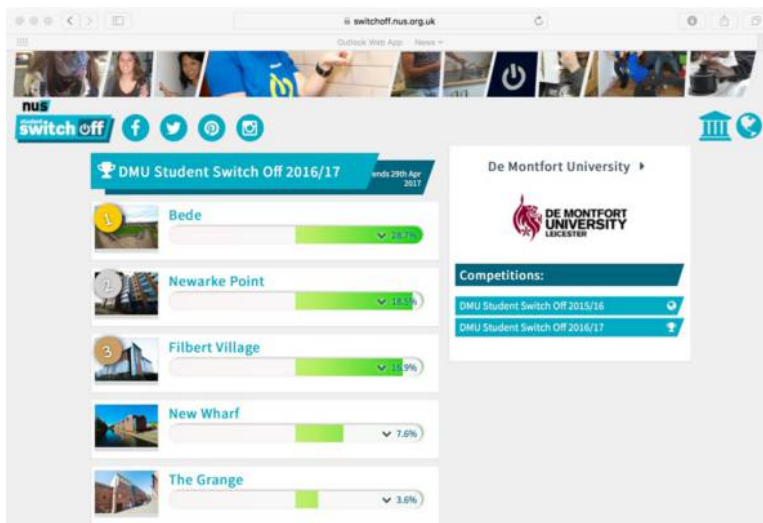 switchoff.nus.org.uk
Outlook Web App News
nus
student
switch off
DMU Student Switch Off 2016/17
ends 29th Apr
2017
1
Bede
28.7%
2
Newarke Point
18.5%
3
Filbert Village
16.9%
New Wharf
7.6%
The Grange
3.6%
De Montfort University
DE MONTFORT
UNIVERSITY
LEICESTER
Competitions:
DMU Student Switch Off 2015/16
DMU Student Switch Off 2016/17